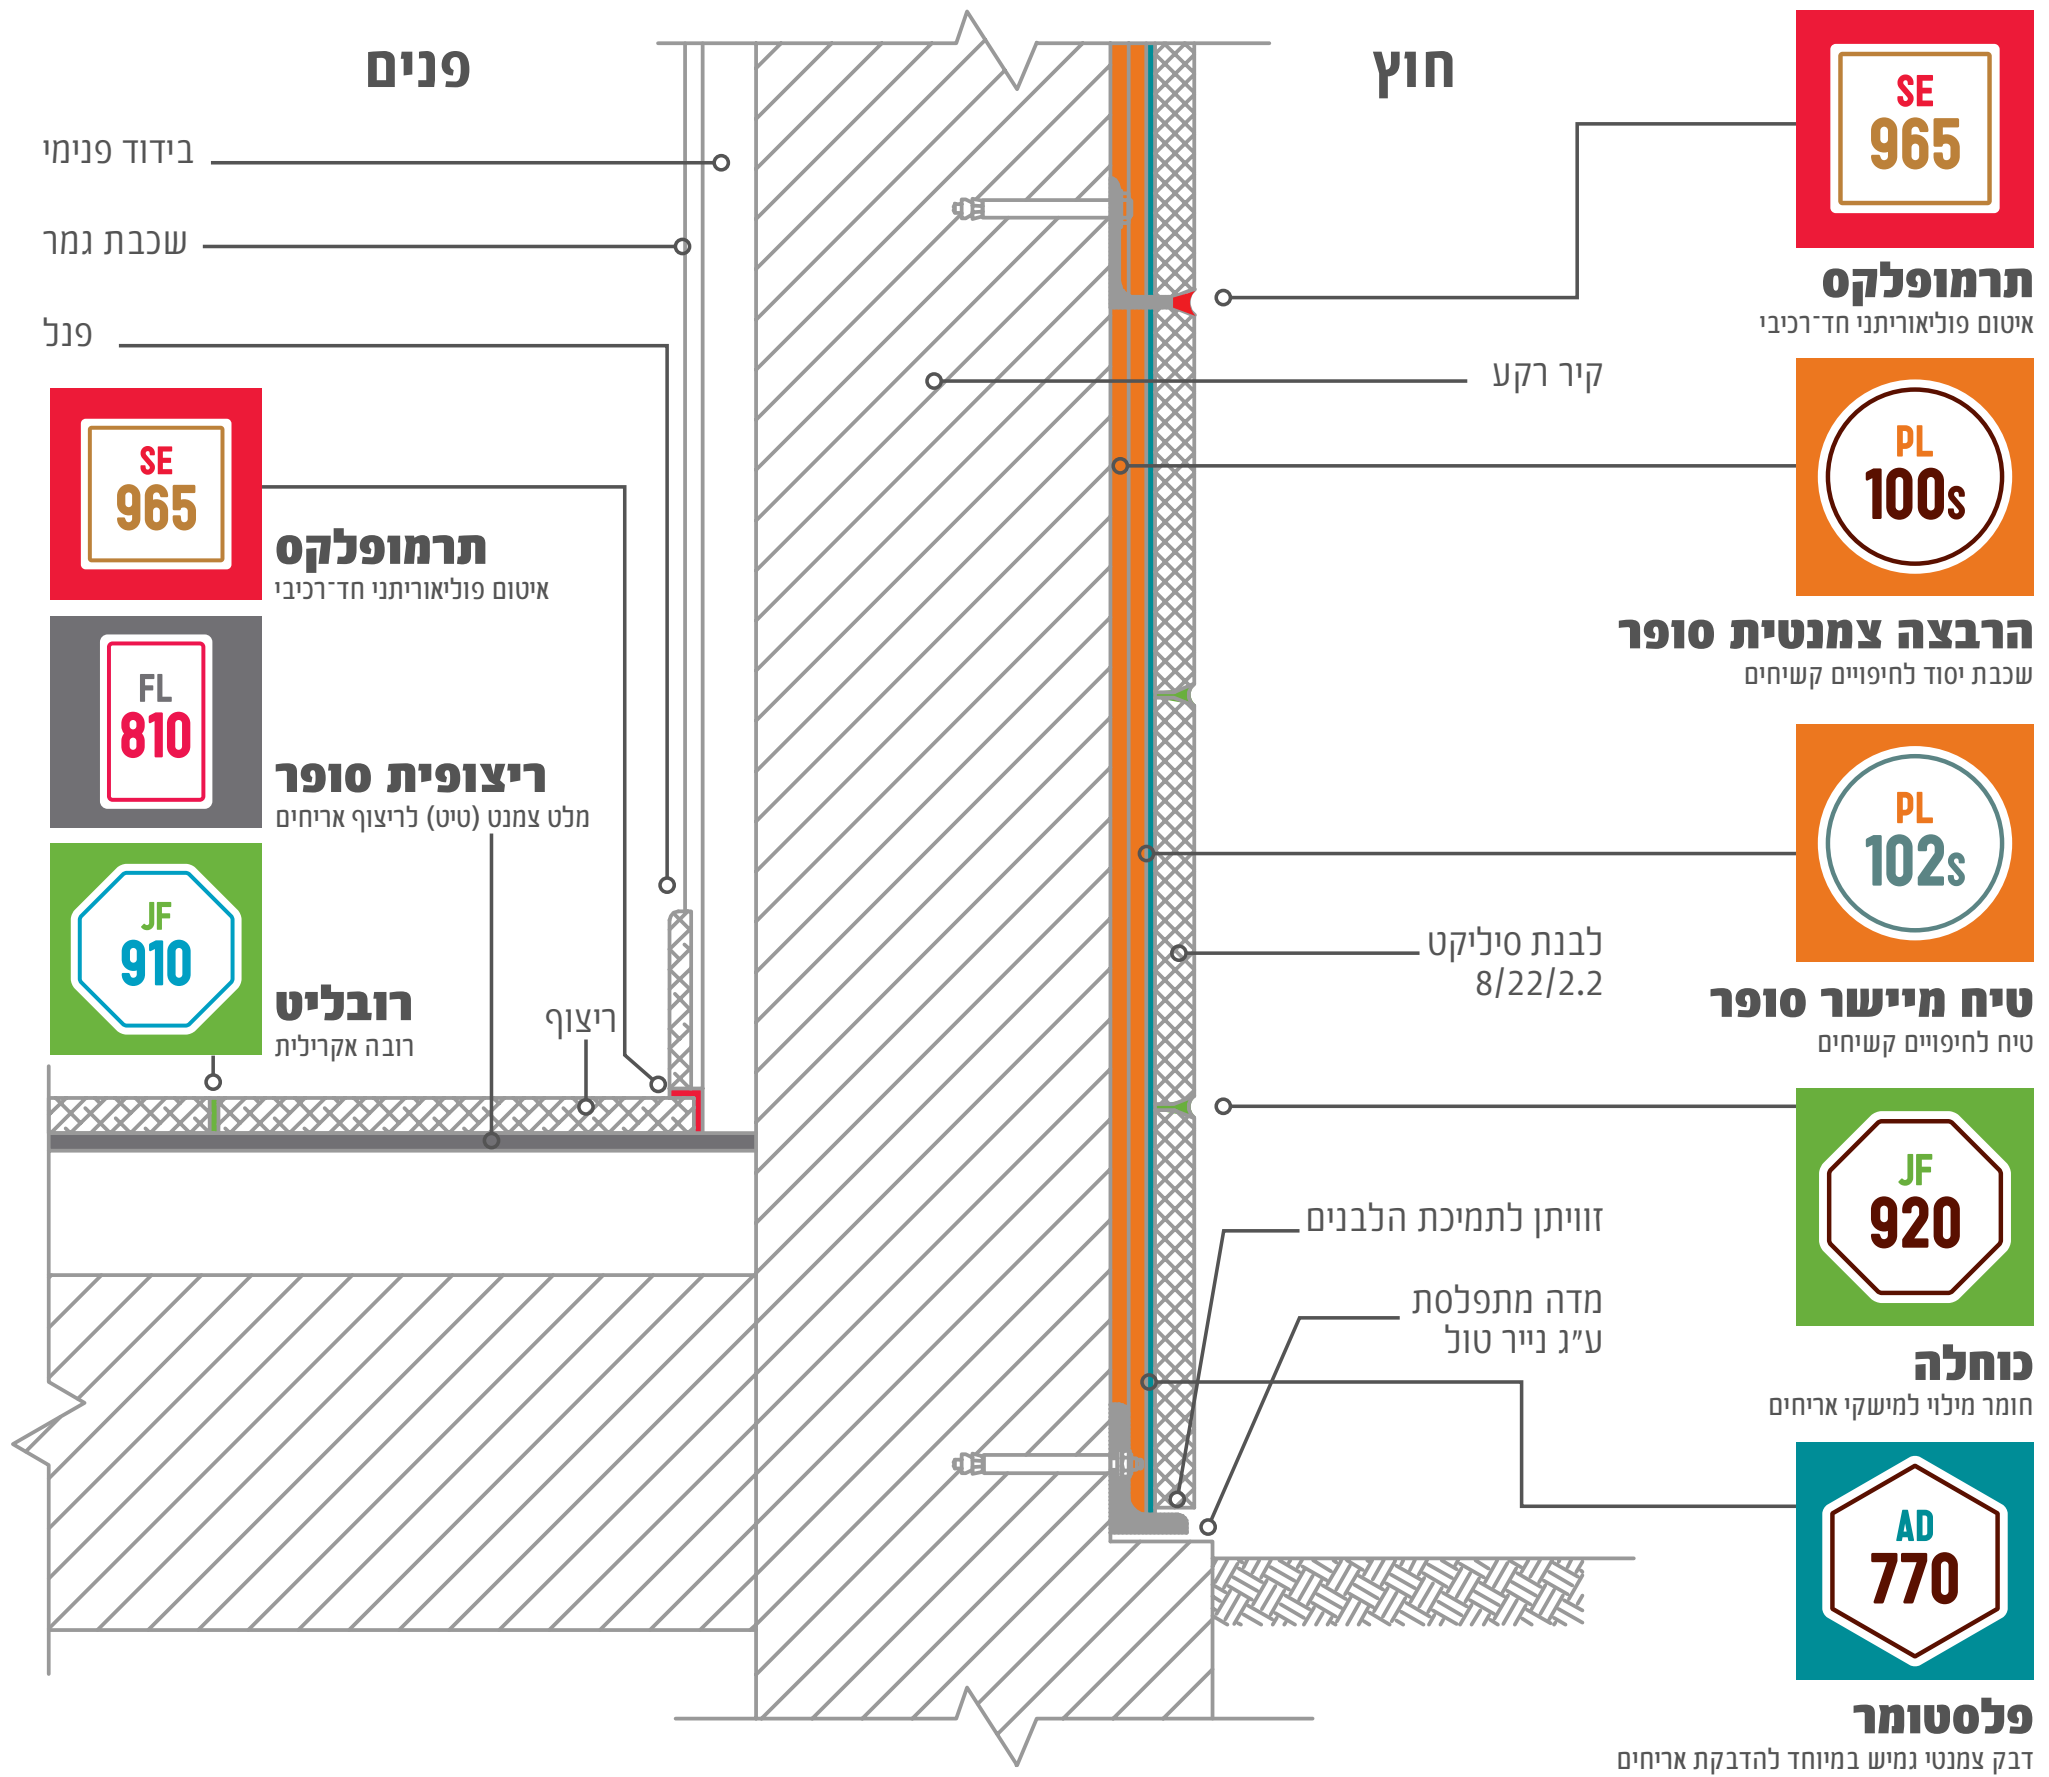 חוץ
פנים
SE
965
תרמופלקס
איטום פוליאוריתני חד־רכיבי
קיר רקע
PL
100s
הרבצה צמנטית סופר
שכבת יסוד לחיפויים קשיחים
PL
102s
טיח מיישר סופר
טיח לחיפויים קשיחים
לבנת סיליקט
8/22/2.2
JF
920
כוחלה
חומר מילוי למישקי אריחים
זוויתן לתמיכת הלבנים
מדה מתפלסת
ע״ג נייר טול
AD
770
פלסטומר
דבק צמנטי גמיש במיוחד להדבקת אריחים
בידוד פנימי
שכבת גמר
פנל
SE
965
תרמופלקס
איטום פוליאוריתני חד־רכיבי
FL
810
ריצופית סופר
מלט צמנט (טיט) לריצוף אריחים
JF
910
רובליט
רובה אקרילית
ריצוף